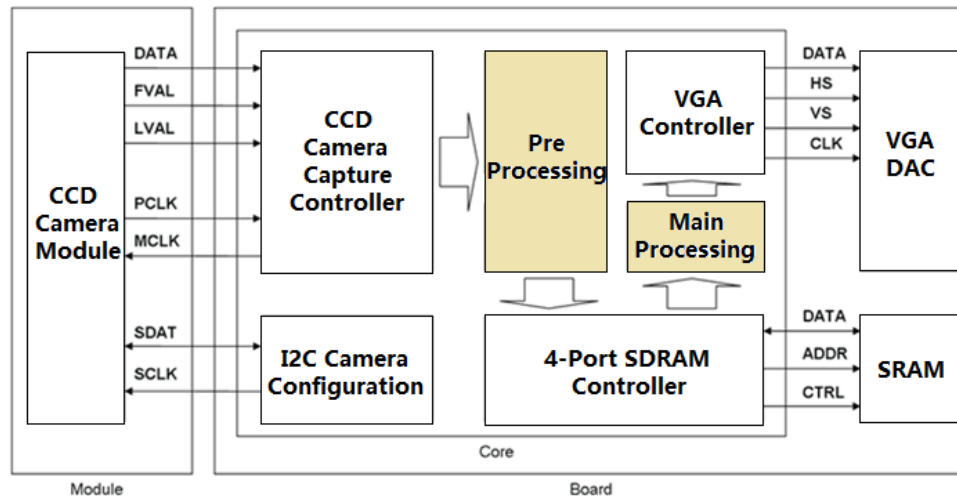 CCD
Camera
Module
DATA
FVAL
LVAL
PCLK
MCLK
SDAT
SCLK
CCD
Camera
Capture
Controller
I2C Camera
Configuration
Pre
Processing
VGA
Controller
Main
Processing
4-Port SDRAM
Controller
DATA
HS
VS
CLK
VGA
DAC
DATA
ADDR
CTRL
SRAM
Core
Module
Board